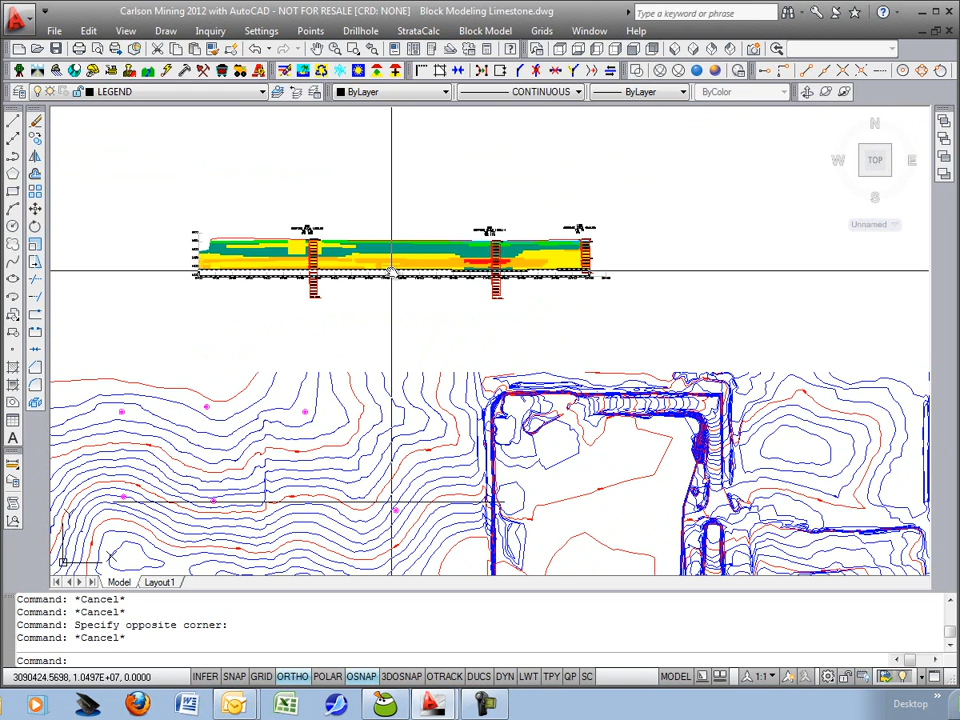 Carlson Mining 2012 with AutoCAD - NOT FOR RESALE [CRD: NONE] Block Modeling Limestone.dwg
Type a keyword or phrase
File Edit View Draw Inquiry Settings Points Drillhole StrataCalc Block Model Grids Window Help
LEGEND ByLayer CONTINUOUS ByLayer ByColor
N
W TOP E
S
Unnamed
Model Layout1
Command: *Cancel*
Command: *Cancel*
Command: Specify opposite corner:
Command: *Cancel*
Command:
3090424.5698, 1.0497E+07, 0.0000 INFER SNAP GRID ORTHO POLAR OSNAP 3DOSNAP OTRACK DUCS DYN LWT TPY QP SC MODEL 1:1
Desktop